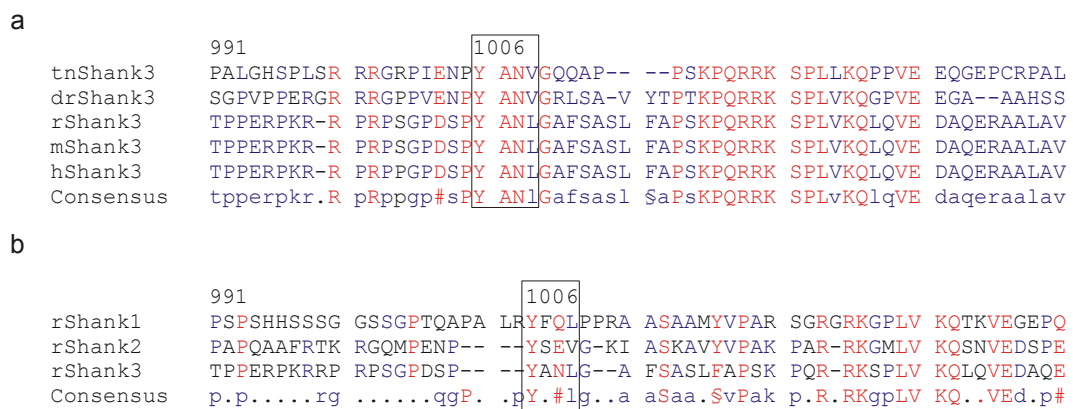 a
991 1006
tnShank3 PALGHSPLSR RRGRPIENPY ANVGQQAP-- --PSKPQRRK SPLLKQPPVE EQGEPCRPAL
drShank3 SGPVPPERGR RRGPPVENPY ANVGRLSA-V YTPTKPQRRK SPLVKQGPVE EGA--AAHSS
rShank3 TPPERPKR-R PRPSGPDSPY ANLGAFSASL FAPSKPQRRK SPLVKQLQVE DAQERAALAV
mShank3 TPPERPKR-R PRPSGPDSPY ANLGAFSASL FAPSKPQRRK SPLVKQLQVE DAQERAALAV
hShank3 TPPERPKR-R PRPPGPDSPY ANLGAFSASL FAPSKPQRRK SPLVKQLQVE DAQERAALAV
Consensus tpperpkr.R pRppgp#sPY ANlGafsasl §aPsKPQRRK SPLvKQlqVE daqeraalav
b
991 1006
rShank1 PSPSHHSSSG GSSGPTQAPA LRYFQLPPRA ASAAMYVPAR SGRGRKGPLV KQTKVEGEPQ
rShank2 PAPQAAFRTK RGQMPENP-- --YSEVG-KI ASKAVYVPAK PAR-RKGMLV KQSNVEDSPE
rShank3 TPPERPKRRP RPSGPDSP-- --YANLG--A FSASLFAPSK PQR-RKSPLV KQLQVEDAQE
Consensus p.p.....rg ......qgP. .pY.#lg..a aSaa.§vPak p.R.RKgpLV KQ..VEd.p#